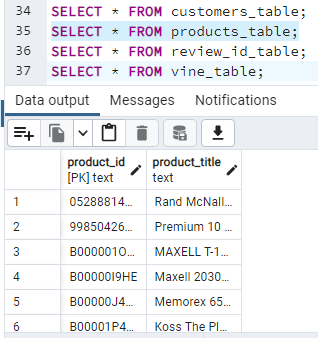 34 SELECT * FROM customers_table;
35 SELECT * FROM products_table;
36 SELECT * FROM review_id_table;
37 SELECT * FROM vine_table;
Data output Messages Notifications
product_id product_title
[PK] text text
1 05288814... Rand McNall...
2 99850426... Premium 10 ...
3 B000001O... MAXELL T-1...
4 B00000I9HE Maxell 2030...
5 B00000J4... Memorex 65...
6 B00001P4... Koss The Pl...